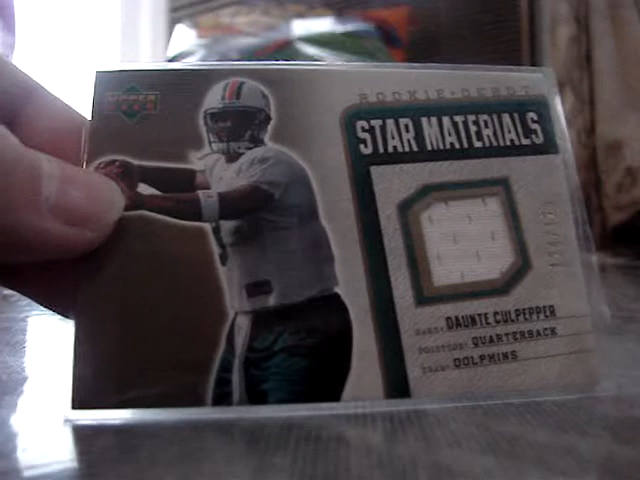 UPPER DECK
ROOKIE DEBUT
STAR MATERIALS
NAME: DAUNTE CULPEPPER
POSITION: QUARTERBACK
TEAM: DOLPHINS